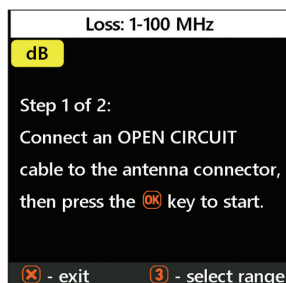 Loss: 1-100 MHz
dB
Step 1 of 2:
Connect an OPEN CIRCUIT
cable to the antenna connector,
then press the OK key to start.
X - exit 3 - select range